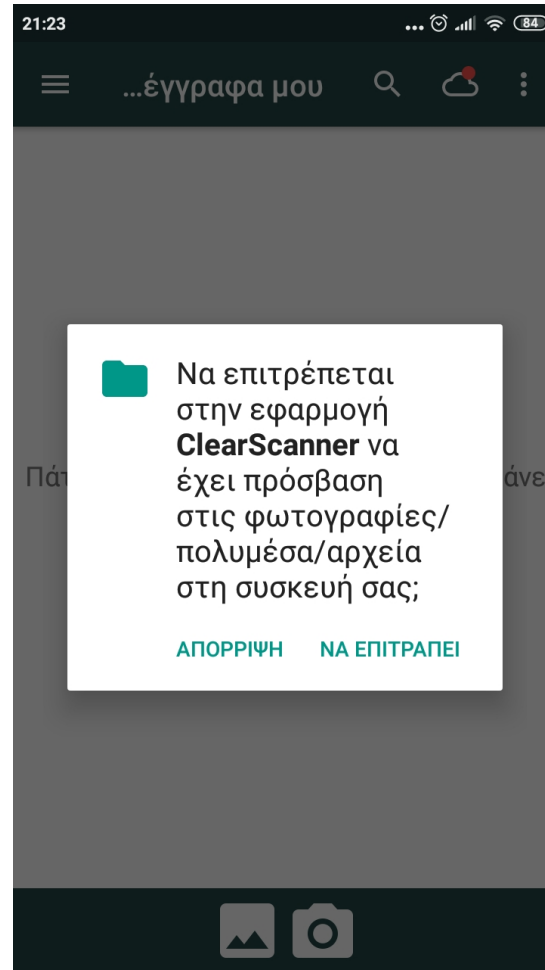 21:23
84
...έγγραφα μου
Να επιτρέπεται
στην εφαρμογή
ClearScanner να
έχει πρόσβαση
στις φωτογραφίες/
πολυμέσα/αρχεία
στη συσκευή σας;
ΑΠΟΡΡΙΨΗ ΝΑ ΕΠΙΤΡΑΠΕΙ